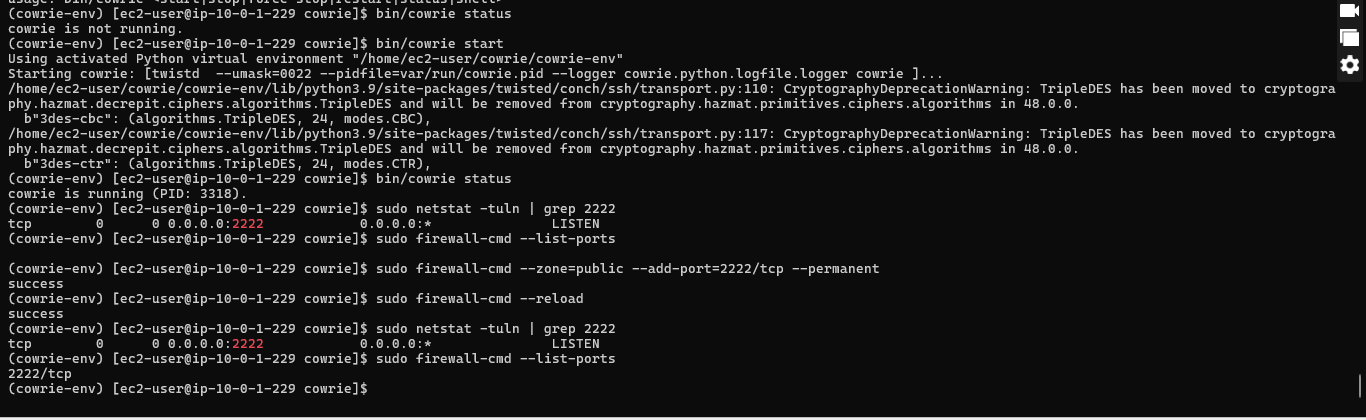 usage: bin/cowrie <start|stop|force-stop|restart|status|shell>
(cowrie-env) [ec2-user@ip-10-0-1-229 cowrie]$ bin/cowrie status
cowrie is not running.
(cowrie-env) [ec2-user@ip-10-0-1-229 cowrie]$ bin/cowrie start
Using activated Python virtual environment "/home/ec2-user/cowrie/cowrie-env"
Starting cowrie: [twistd  --umask=0022 --pidfile=var/run/cowrie.pid --logger cowrie.python.logfile.logger cowrie ]...
/home/ec2-user/cowrie/cowrie-env/lib/python3.9/site-packages/twisted/conch/ssh/transport.py:110: CryptographyDeprecationWarning: TripleDES has been moved to cryptogra
phy.hazmat.decrepit.ciphers.algorithms.TripleDES and will be removed from cryptography.hazmat.primitives.ciphers.algorithms in 48.0.0.
  b"3des-cbc": (algorithms.TripleDES, 24, modes.CBC),
/home/ec2-user/cowrie/cowrie-env/lib/python3.9/site-packages/twisted/conch/ssh/transport.py:117: CryptographyDeprecationWarning: TripleDES has been moved to cryptogra
phy.hazmat.decrepit.ciphers.algorithms.TripleDES and will be removed from cryptography.hazmat.primitives.ciphers.algorithms in 48.0.0.
  b"3des-ctr": (algorithms.TripleDES, 24, modes.CTR),
(cowrie-env) [ec2-user@ip-10-0-1-229 cowrie]$ bin/cowrie status
cowrie is running (PID: 3318).
(cowrie-env) [ec2-user@ip-10-0-1-229 cowrie]$ sudo netstat -tuln | grep 2222
tcp        0      0 0.0.0.0:2222            0.0.0.0:*               LISTEN
(cowrie-env) [ec2-user@ip-10-0-1-229 cowrie]$ sudo firewall-cmd --list-ports

(cowrie-env) [ec2-user@ip-10-0-1-229 cowrie]$ sudo firewall-cmd --zone=public --add-port=2222/tcp --permanent
success
(cowrie-env) [ec2-user@ip-10-0-1-229 cowrie]$ sudo firewall-cmd --reload
success
(cowrie-env) [ec2-user@ip-10-0-1-229 cowrie]$ sudo netstat -tuln | grep 2222
tcp        0      0 0.0.0.0:2222            0.0.0.0:*               LISTEN
(cowrie-env) [ec2-user@ip-10-0-1-229 cowrie]$ sudo firewall-cmd --list-ports
2222/tcp
(cowrie-env) [ec2-user@ip-10-0-1-229 cowrie]$